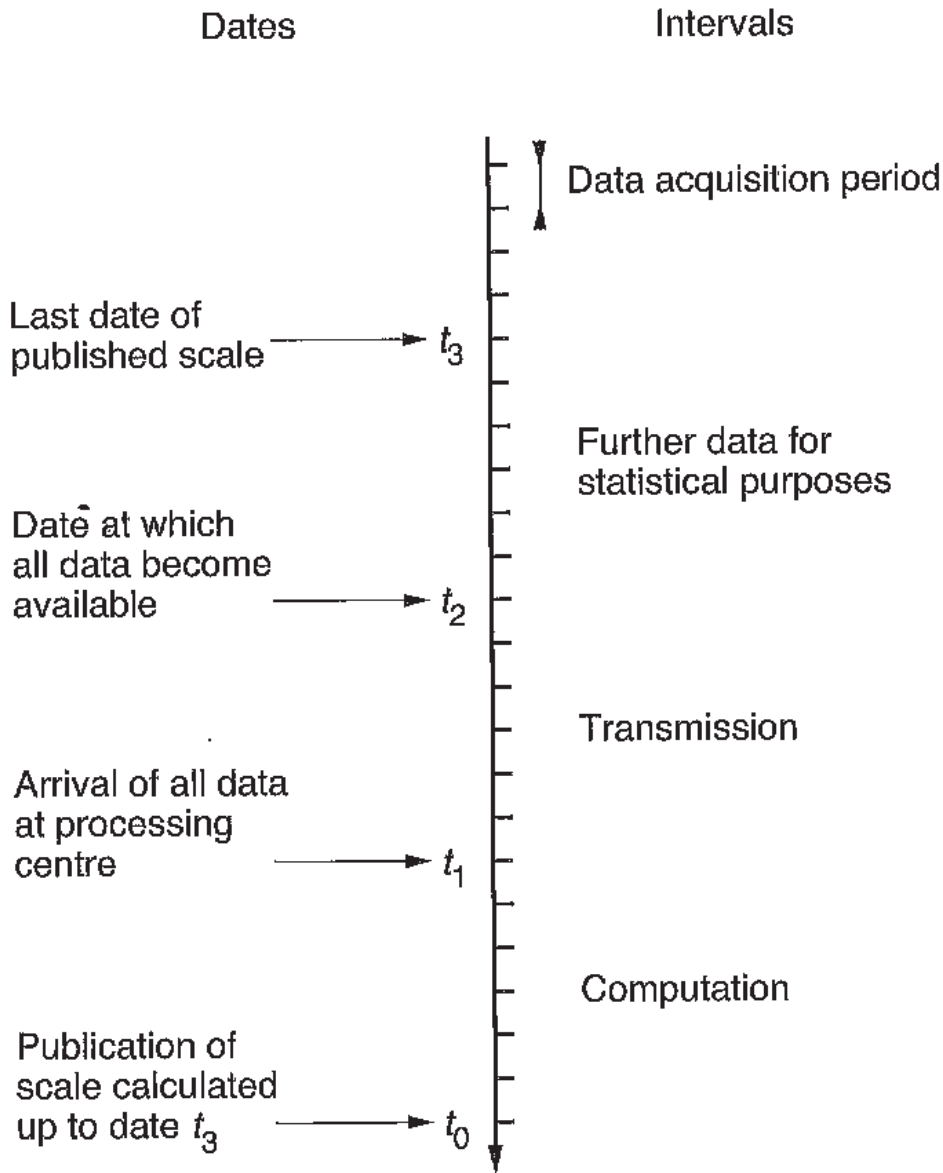 Dates
Intervals
Data acquisition period
Last date of
published scale
t₃
Further data for
statistical purposes
Date at which
all data become
available
t₂
Transmission
Arrival of all data
at processing
centre
t₁
Computation
Publication of
scale calculated
up to date t₃
t₀